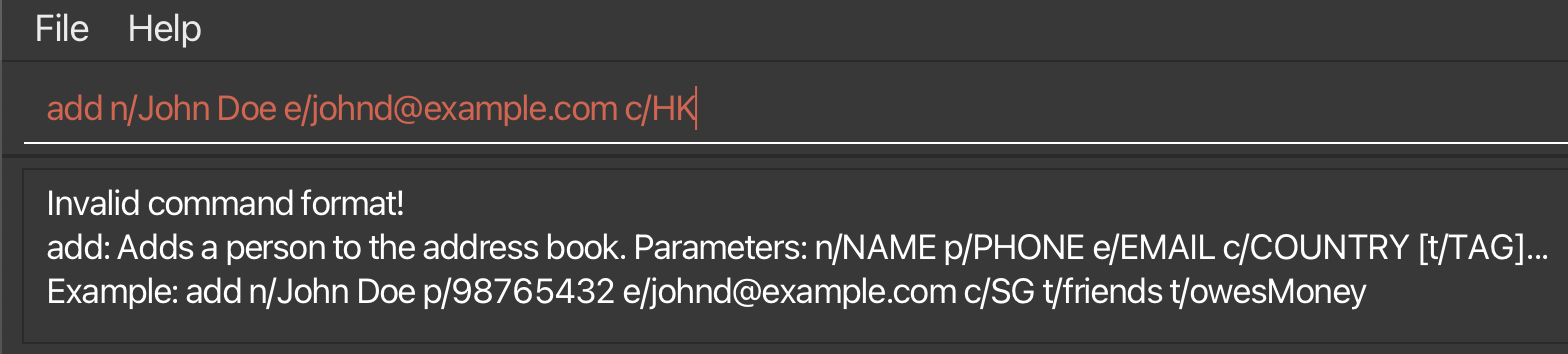 File Help
add n/John Doe e/johnd@example.com c/HK
Invalid command format!
add: Adds a person to the address book. Parameters: n/NAME p/PHONE e/EMAIL c/COUNTRY [t/TAG]...
Example: add n/John Doe p/98765432 e/johnd@example.com c/SG t/friends t/owesMoney